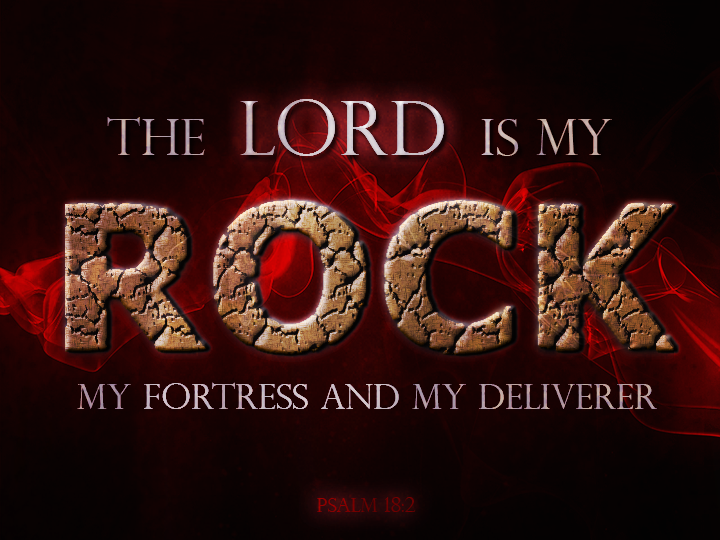 THE LORD IS MY
ROCK
MY FORTRESS AND MY DELIVERER
PSALM 18:2